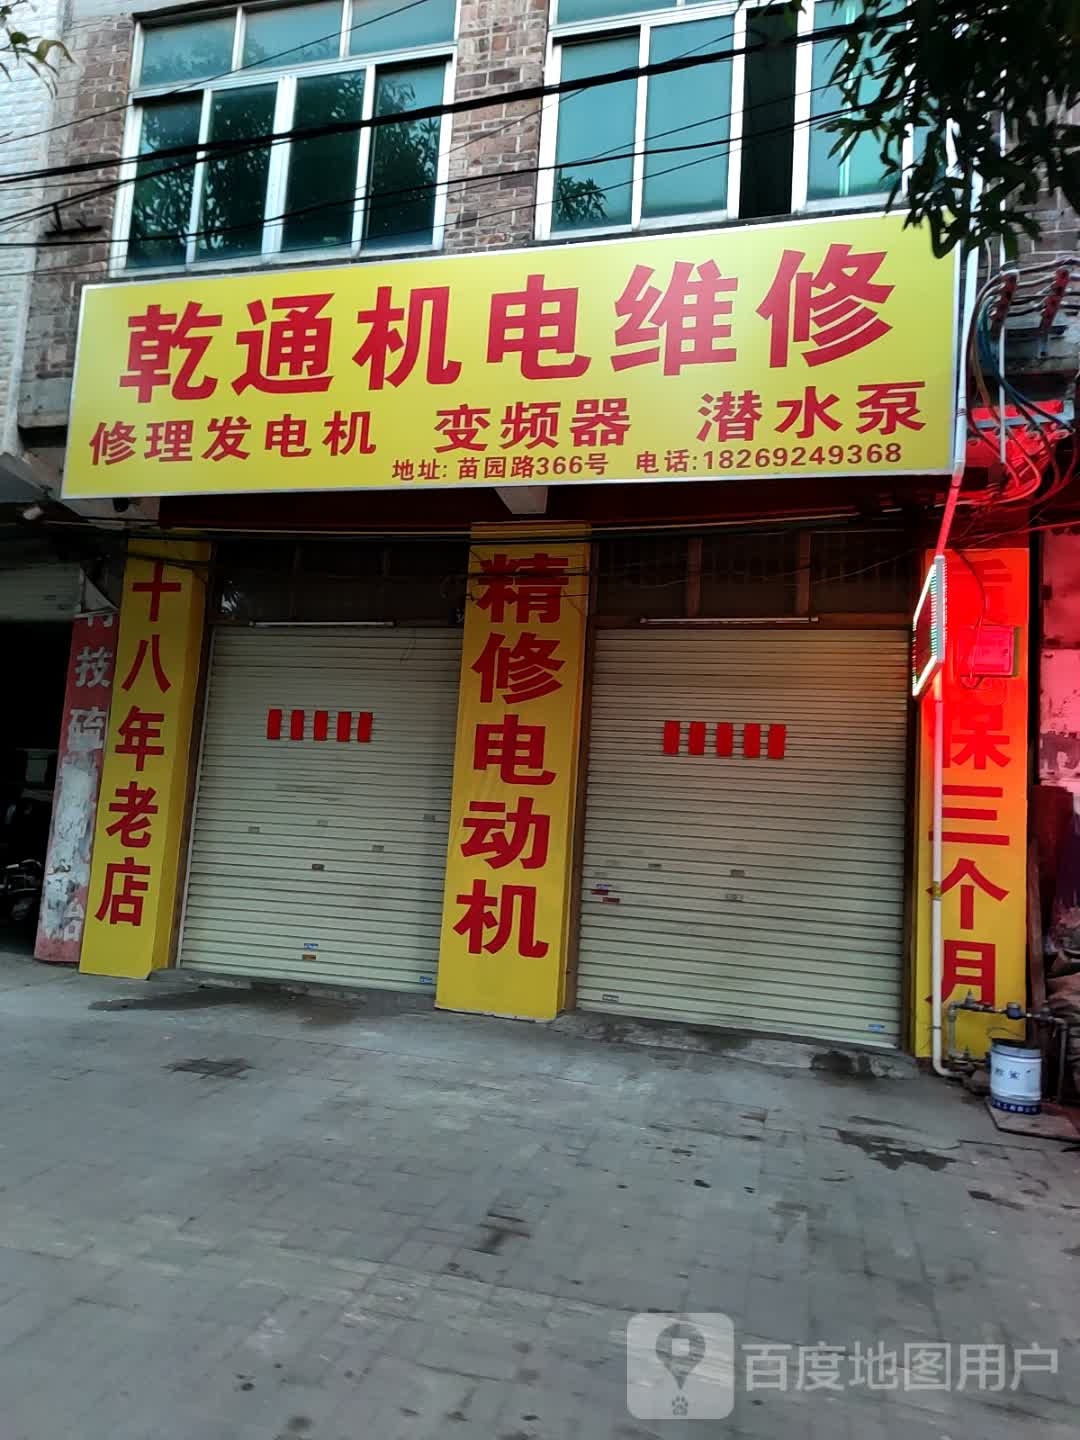 乾通机电维修
修理发电机 变频器 潜水泵
地址: 苗园路366号 电话:18269249368
技硫
十八年老店
精修电动机
保三个月
百度地图用户